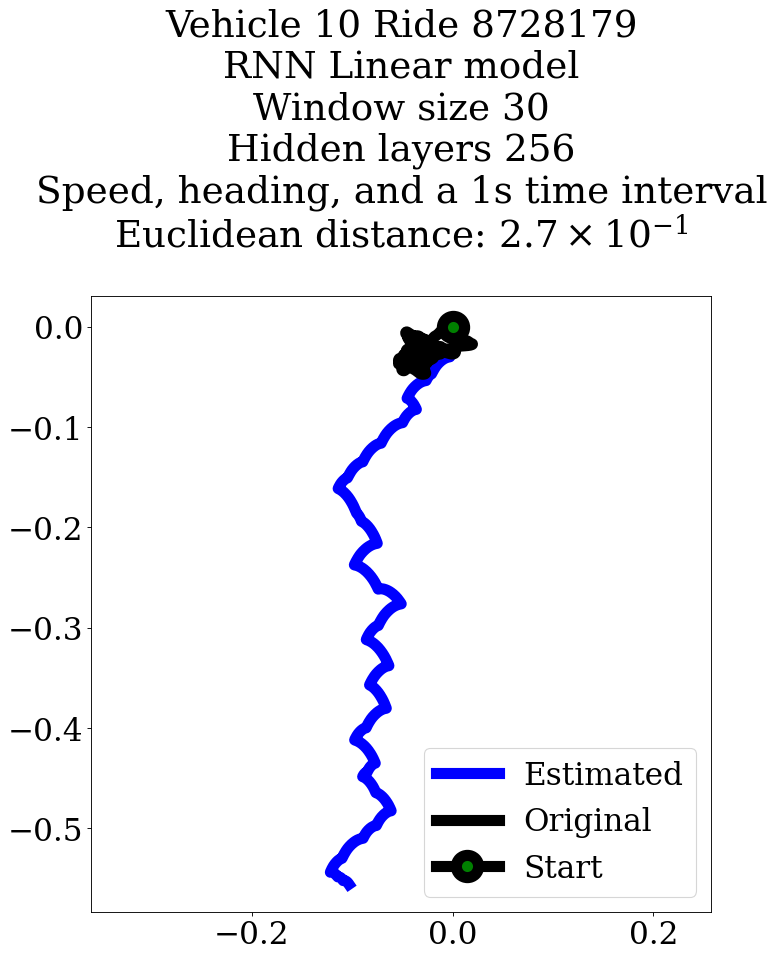 Vehicle 10 Ride 8728179
RNN Linear model
Window size 30
Hidden layers 256
Speed, heading, and a 1s time interval
Euclidean distance: 2.7 × 10⁻¹
0.0
−0.1
−0.2
−0.3
−0.4
−0.5
Estimated
Original
Start
−0.2
0.0
0.2